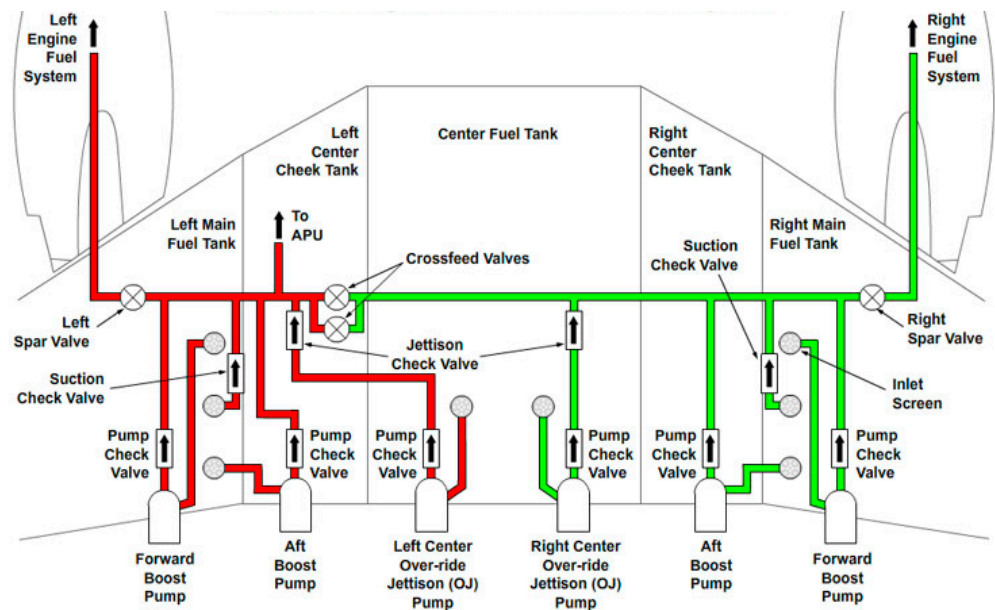 Left
Engine
Fuel
System
Right
Engine
Fuel
System
Left
Center
Cheek Tank
Center Fuel Tank
Right
Center
Cheek Tank
Left Main
Fuel Tank
To
APU
Crossfeed Valves
Suction
Check Valve
Right Main
Fuel Tank
Left
Spar Valve
Jettison
Check Valve
Right
Spar Valve
Suction
Check Valve
Inlet
Screen
Pump
Check
Valve
Pump
Check
Valve
Pump
Check
Valve
Pump
Check
Valve
Pump
Check
Valve
Pump
Check
Valve
Forward
Boost
Pump
Aft
Boost
Pump
Left Center
Over-ride
Jettison (OJ)
Pump
Right Center
Over-ride
Jettison (OJ)
Pump
Aft
Boost
Pump
Forward
Boost
Pump